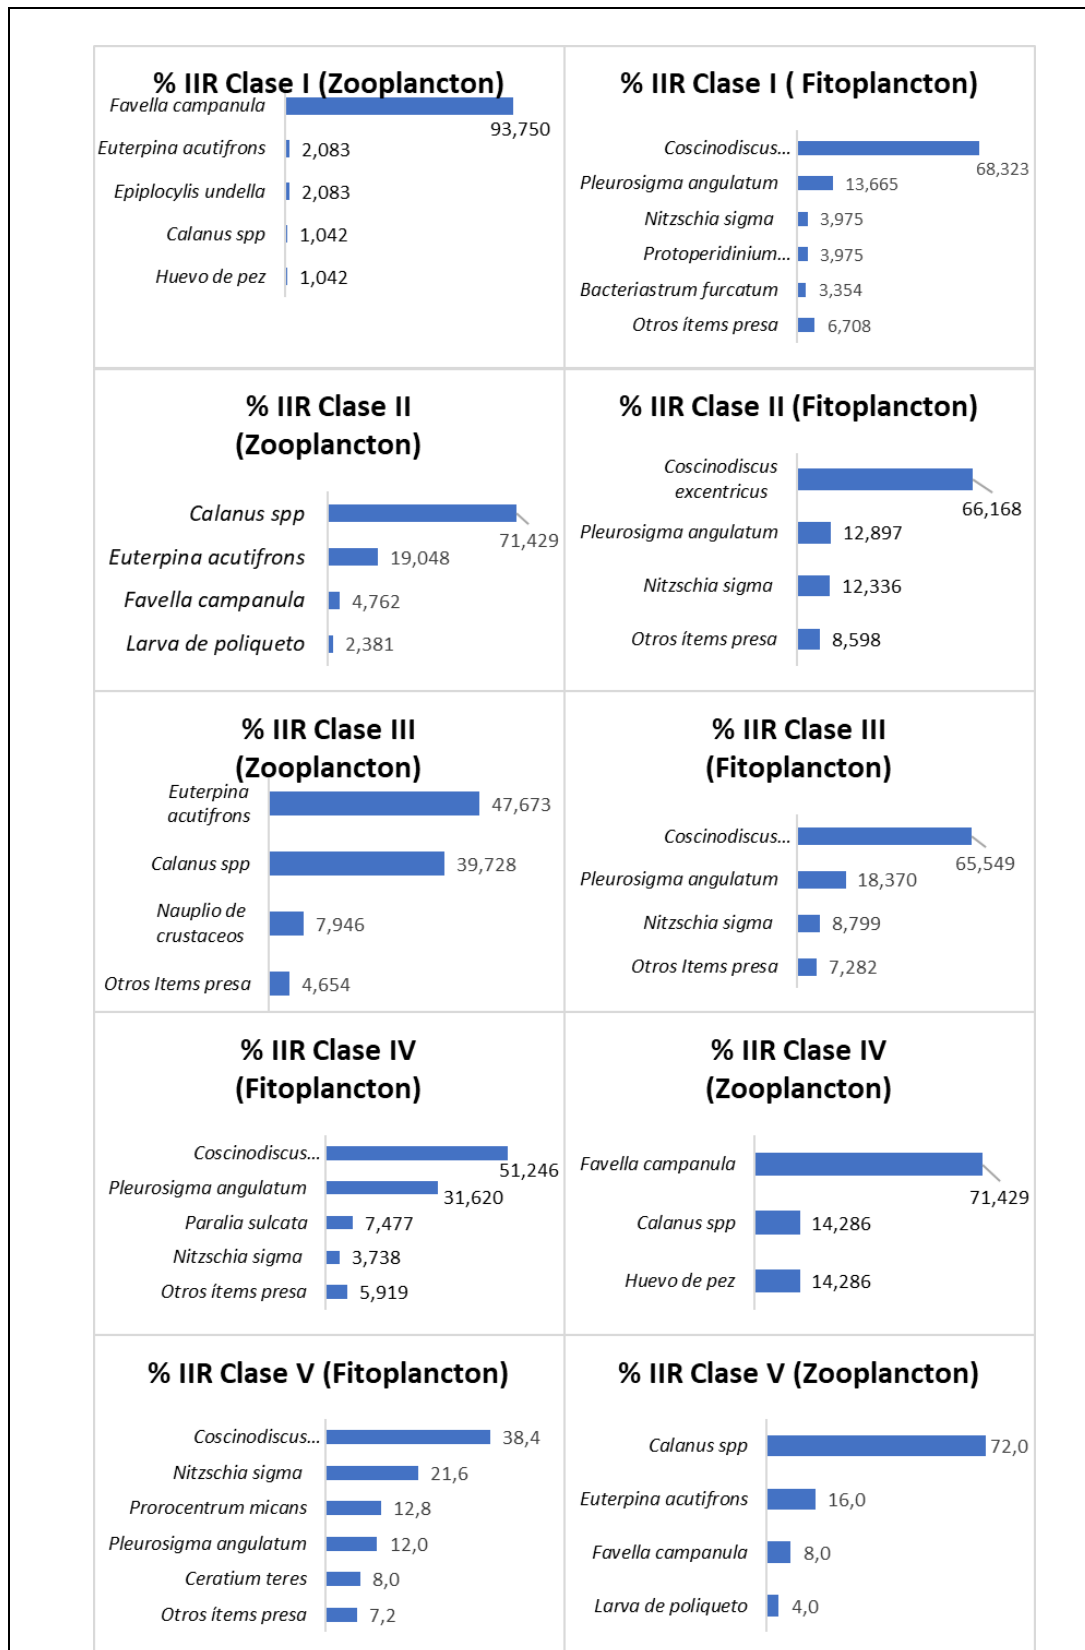 % IIR Clase I (Zooplancton)
Favella campanula
93,750
Euterpina acutifrons
2,083
Epiplocylis undella
2,083
Calanus spp
1,042
Huevo de pez
1,042
% IIR Clase I ( Fitoplancton)
Coscinodiscus...
68,323
Pleurosigma angulatum
13,665
Nitzschia sigma
3,975
Protoperidinium...
3,975
Bacteriastrum furcatum
3,354
Otros ítems presa
6,708
% IIR Clase II
(Zooplancton)
Calanus spp
71,429
Euterpina acutifrons
19,048
Favella campanula
4,762
Larva de poliqueto
2,381
% IIR Clase II (Fitoplancton)
Coscinodiscus
excentricus
66,168
Pleurosigma angulatum
12,897
Nitzschia sigma
12,336
Otros ítems presa
8,598
% IIR Clase III
(Zooplancton)
Euterpina
acutifrons
47,673
Calanus spp
39,728
Nauplio de
crustaceos
7,946
Otros Items presa
4,654
% IIR Clase III
(Fitoplancton)
Coscinodiscus...
65,549
Pleurosigma angulatum
18,370
Nitzschia sigma
8,799
Otros Items presa
7,282
% IIR Clase IV
(Fitoplancton)
Coscinodiscus...
51,246
Pleurosigma angulatum
31,620
Paralia sulcata
7,477
Nitzschia sigma
3,738
Otros ítems presa
5,919
% IIR Clase IV
(Zooplancton)
Favella campanula
71,429
Calanus spp
14,286
Huevo de pez
14,286
% IIR Clase V (Fitoplancton)
Coscinodiscus...
38,4
Nitzschia sigma
21,6
Prorocentrum micans
12,8
Pleurosigma angulatum
12,0
Ceratium teres
8,0
Otros ítems presa
7,2
% IIR Clase V (Zooplancton)
Calanus spp
72,0
Euterpina acutifrons
16,0
Favella campanula
8,0
Larva de poliqueto
4,0